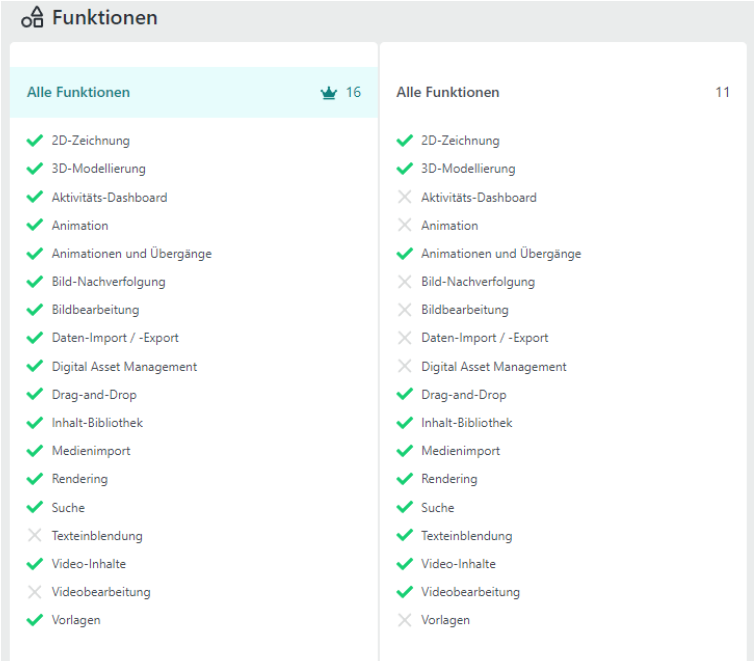 Funktionen
Alle Funktionen 16
2D-Zeichnung
3D-Modellierung
Aktivitäts-Dashboard
Animation
Animationen und Übergänge
Bild-Nachverfolgung
Bildbearbeitung
Daten-Import / -Export
Digital Asset Management
Drag-and-Drop
Inhalt-Bibliothek
Medienimport
Rendering
Suche
Texteinblendung
Video-Inhalte
Videobearbeitung
Vorlagen
Alle Funktionen 11
2D-Zeichnung
3D-Modellierung
Aktivitäts-Dashboard
Animation
Animationen und Übergänge
Bild-Nachverfolgung
Bildbearbeitung
Daten-Import / -Export
Digital Asset Management
Drag-and-Drop
Inhalt-Bibliothek
Medienimport
Rendering
Suche
Texteinblendung
Video-Inhalte
Videobearbeitung
Vorlagen